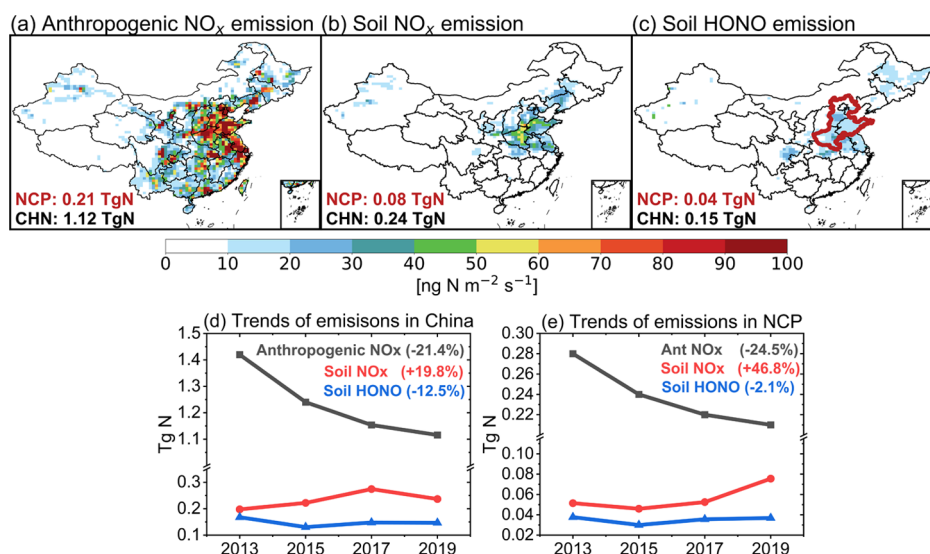 (a) Anthropogenic NOx emission
(b) Soil NOx emission
(c) Soil HONO emission
NCP: 0.21 TgN
CHN: 1.12 TgN
NCP: 0.08 TgN
CHN: 0.24 TgN
NCP: 0.04 TgN
CHN: 0.15 TgN
0 10 20 30 40 50 60 70 80 90 100
[ng N m−2 s−1]
(d) Trends of emisisons in China
1.5
1.4
1.3
1.2
1.1
0.3
0.2
0.1
Tg N
Anthropogenic NOx (-21.4%)
Soil NOx (+19.8%)
Soil HONO (-12.5%)
2013 2015 2017 2019
(e) Trends of emissions in NCP
0.30
0.28
0.26
0.24
0.22
0.10
0.08
0.06
0.04
0.02
Tg N
Ant NOx (-24.5%)
Soil NOx (+46.8%)
Soil HONO (-2.1%)
2013 2015 2017 2019